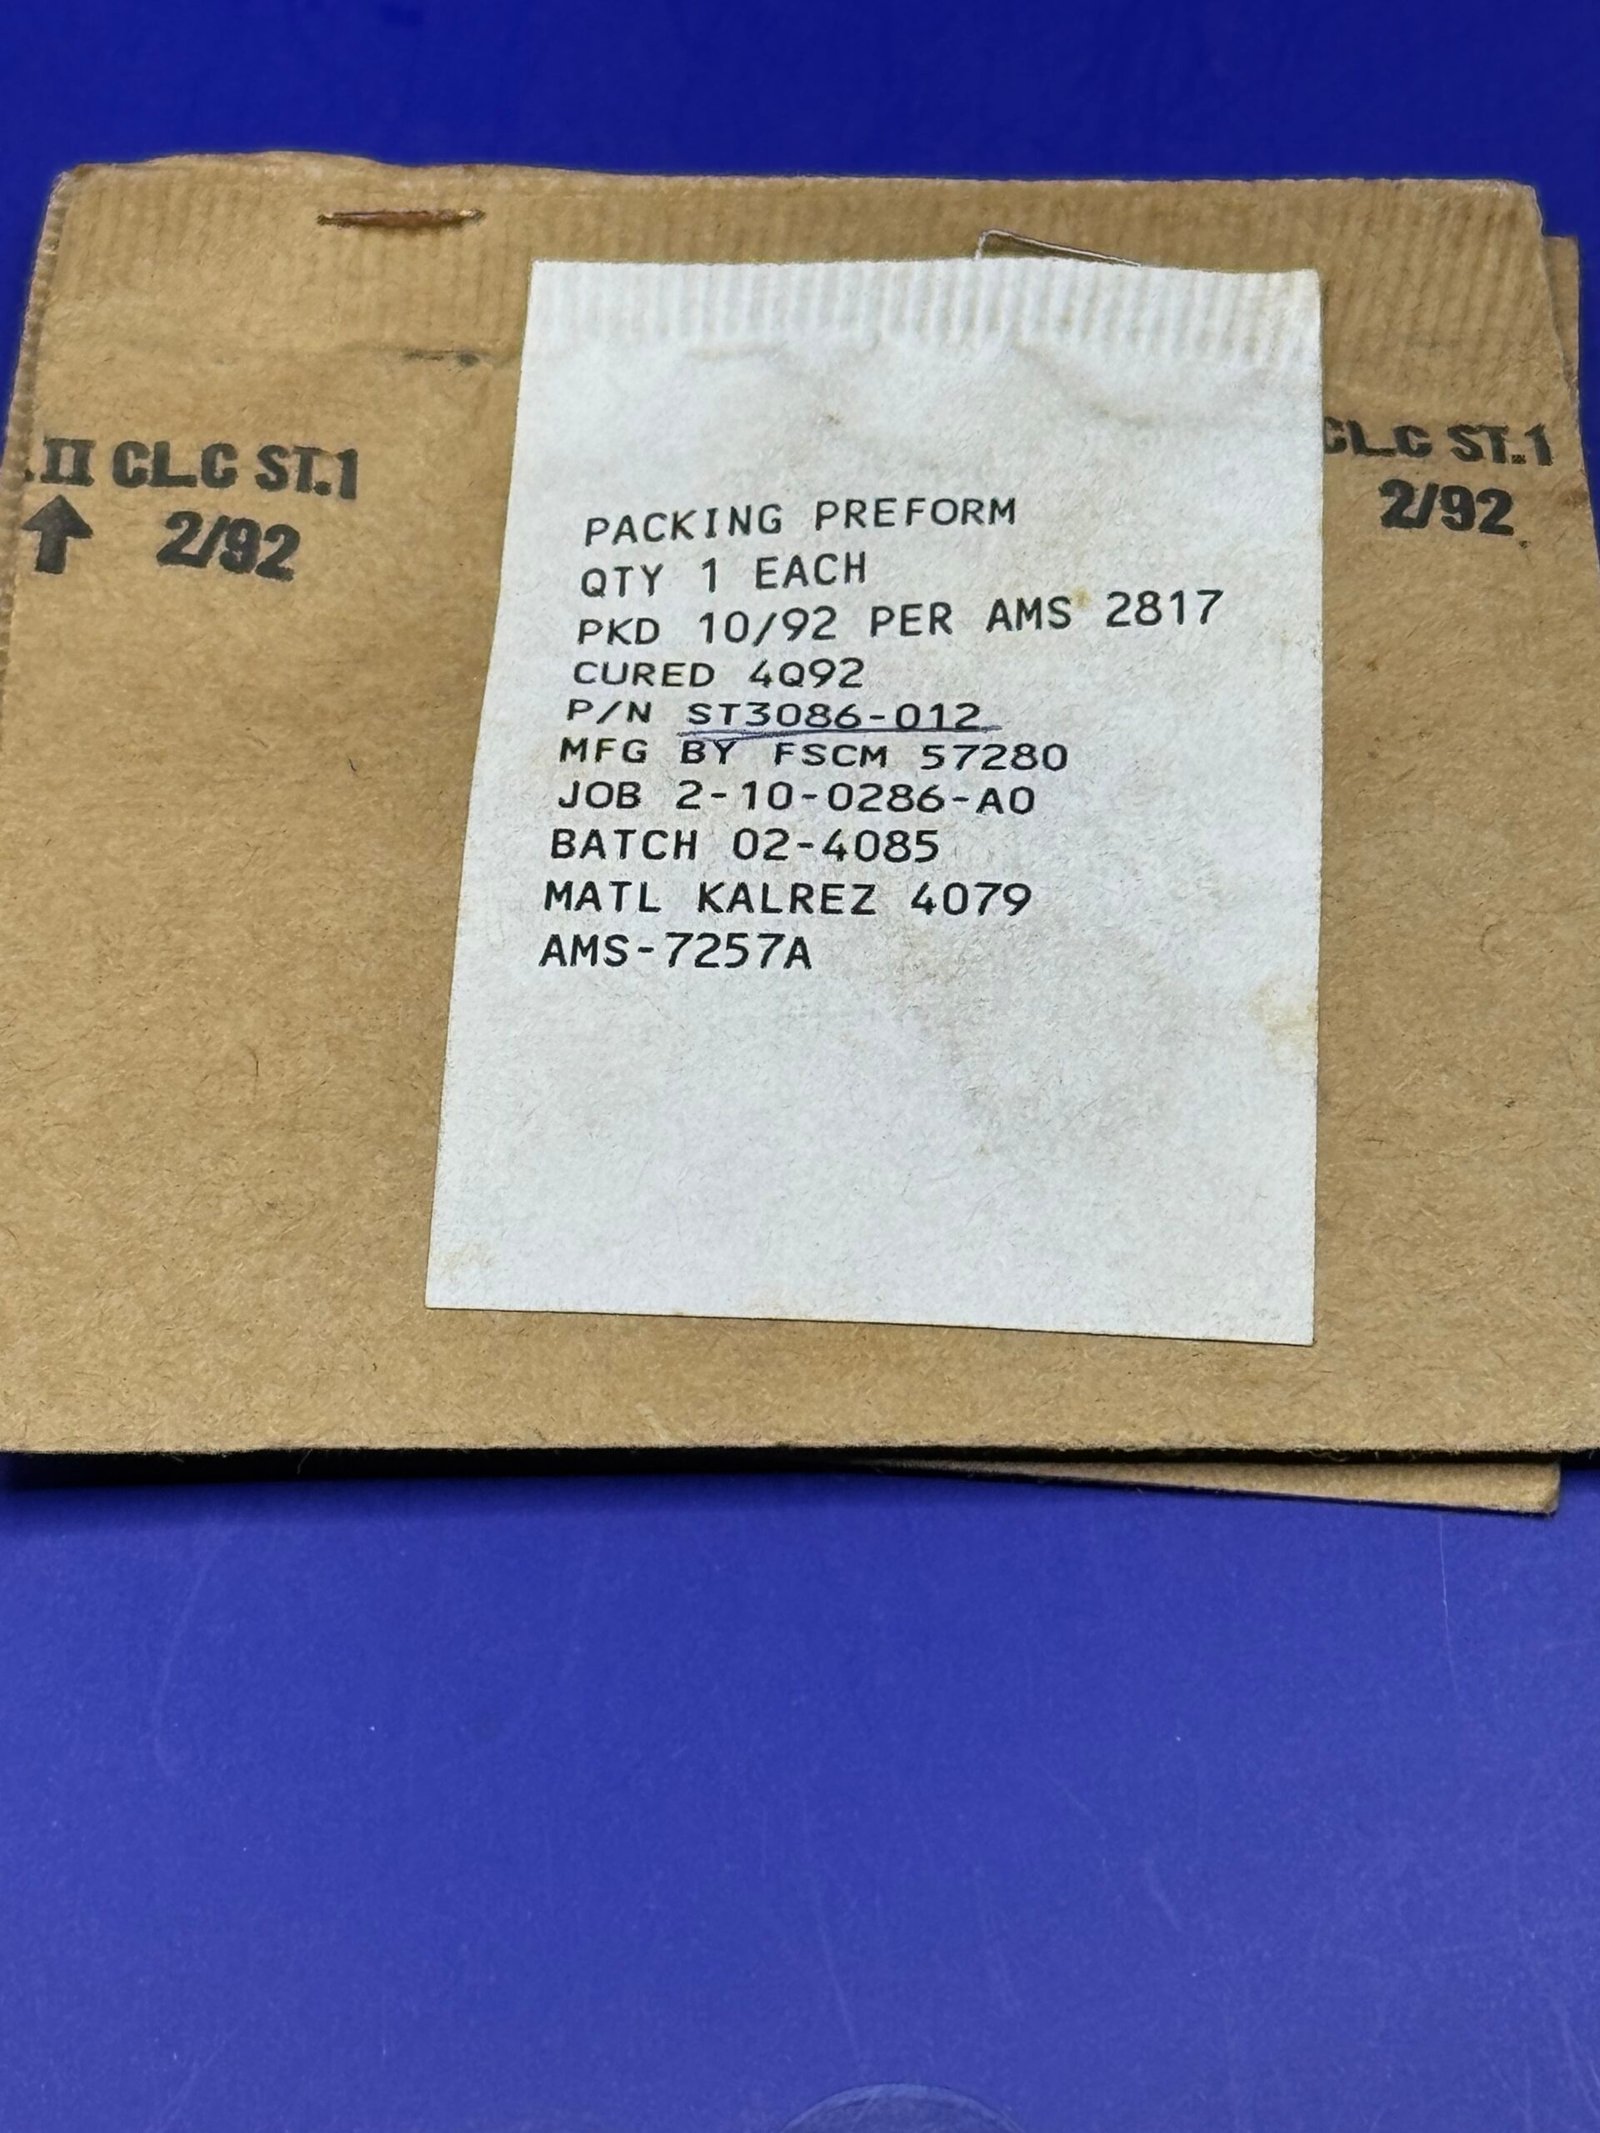 .II CLC ST.1
2/92
CLC ST.1
2/92
PACKING PREFORM
QTY 1 EACH
PKD 10/92 PER AMS 2817
CURED 4Q92
P/N ST3086-012
MFG BY FSCM 57280
JOB 2-10-0286-A0
BATCH 02-4085
MATL KALREZ 4079
AMS-7257A